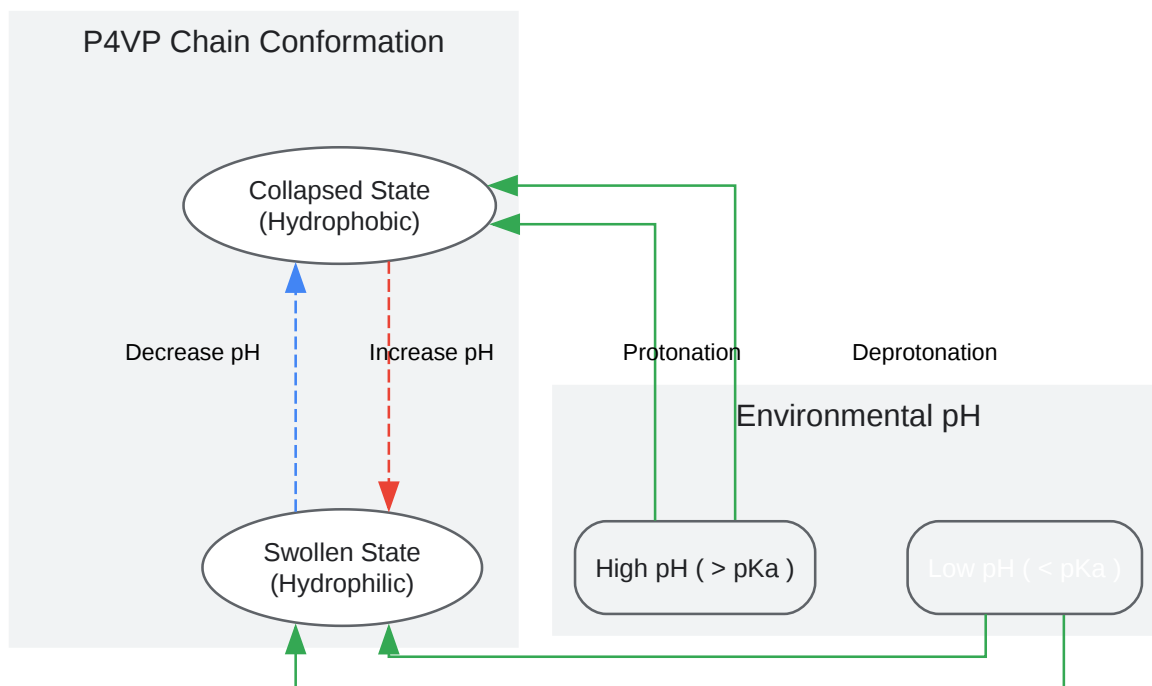 P4VP Chain Conformation
Collapsed State
(Hydrophobic)
Decrease pH
Increase pH
Protonation
Deprotonation
Environmental pH
Swollen State
(Hydrophilic)
High pH ( > pKa )
Low pH ( < pKa )